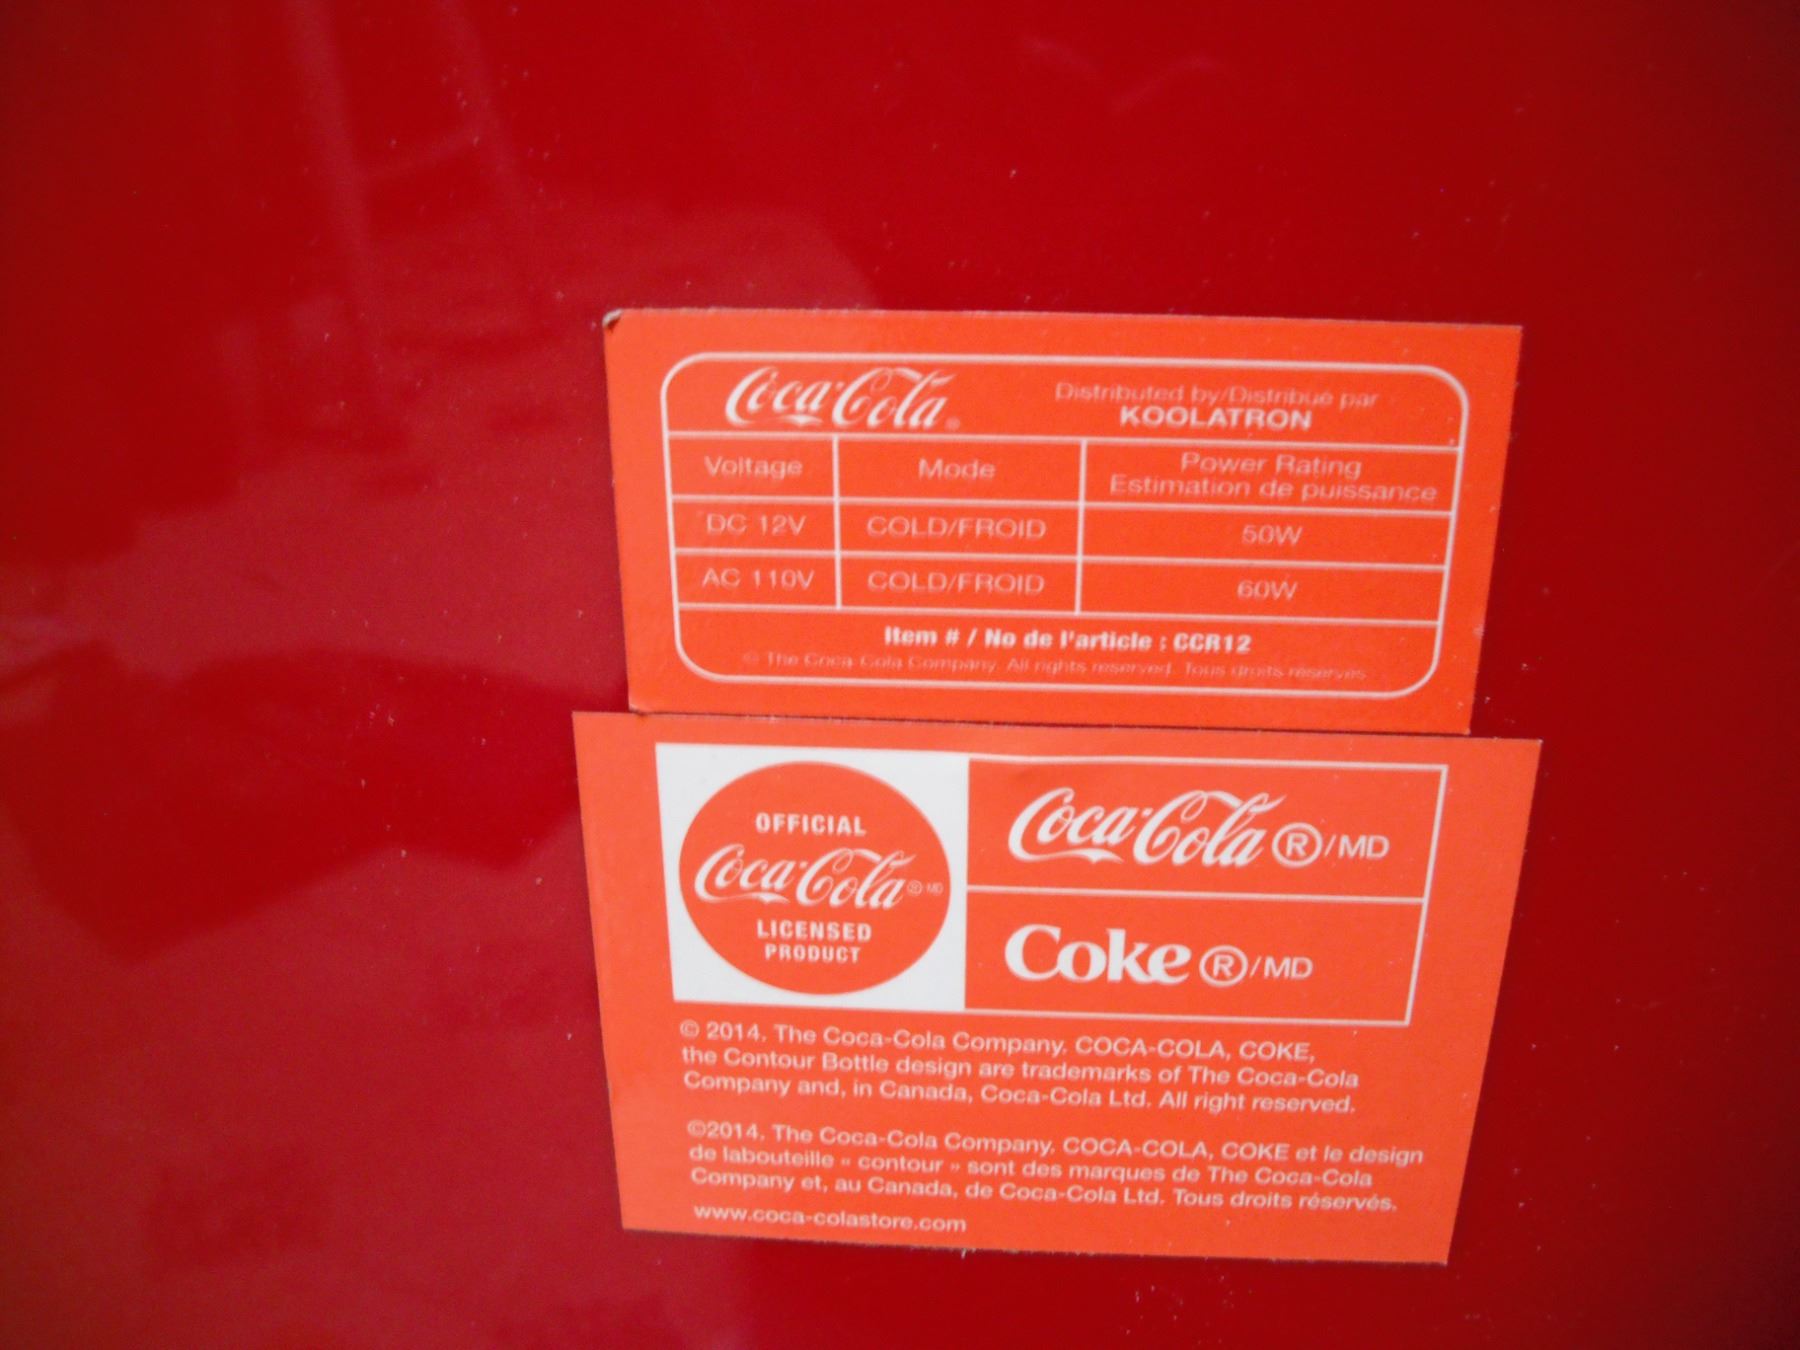 Coca-Cola®
Distributed by/Distribué par
KOOLATRON
Voltage Mode Power Rating
Estimation de puissance
DC 12V COLD/FROID 50W
AC 110V COLD/FROID 60W
Item # / No de l'article : CCR12
© The Coca Cola Company. All rights reserved. Tous droits réservés
OFFICIAL
Coca-Cola® MD
LICENSED
PRODUCT
Coca-Cola ®/MD
Coke ®/MD
© 2014. The Coca-Cola Company, COCA-COLA, COKE,
the Contour Bottle design are trademarks of The Coca-Cola
Company and, in Canada, Coca-Cola Ltd. All right reserved.
©2014. The Coca-Cola Company, COCA-COLA, COKE et le design
de labouteille « contour » sont des marques de The Coca-Cola
Company et, au Canada, de Coca-Cola Ltd. Tous droits réservés.
www.coca-colastore.com